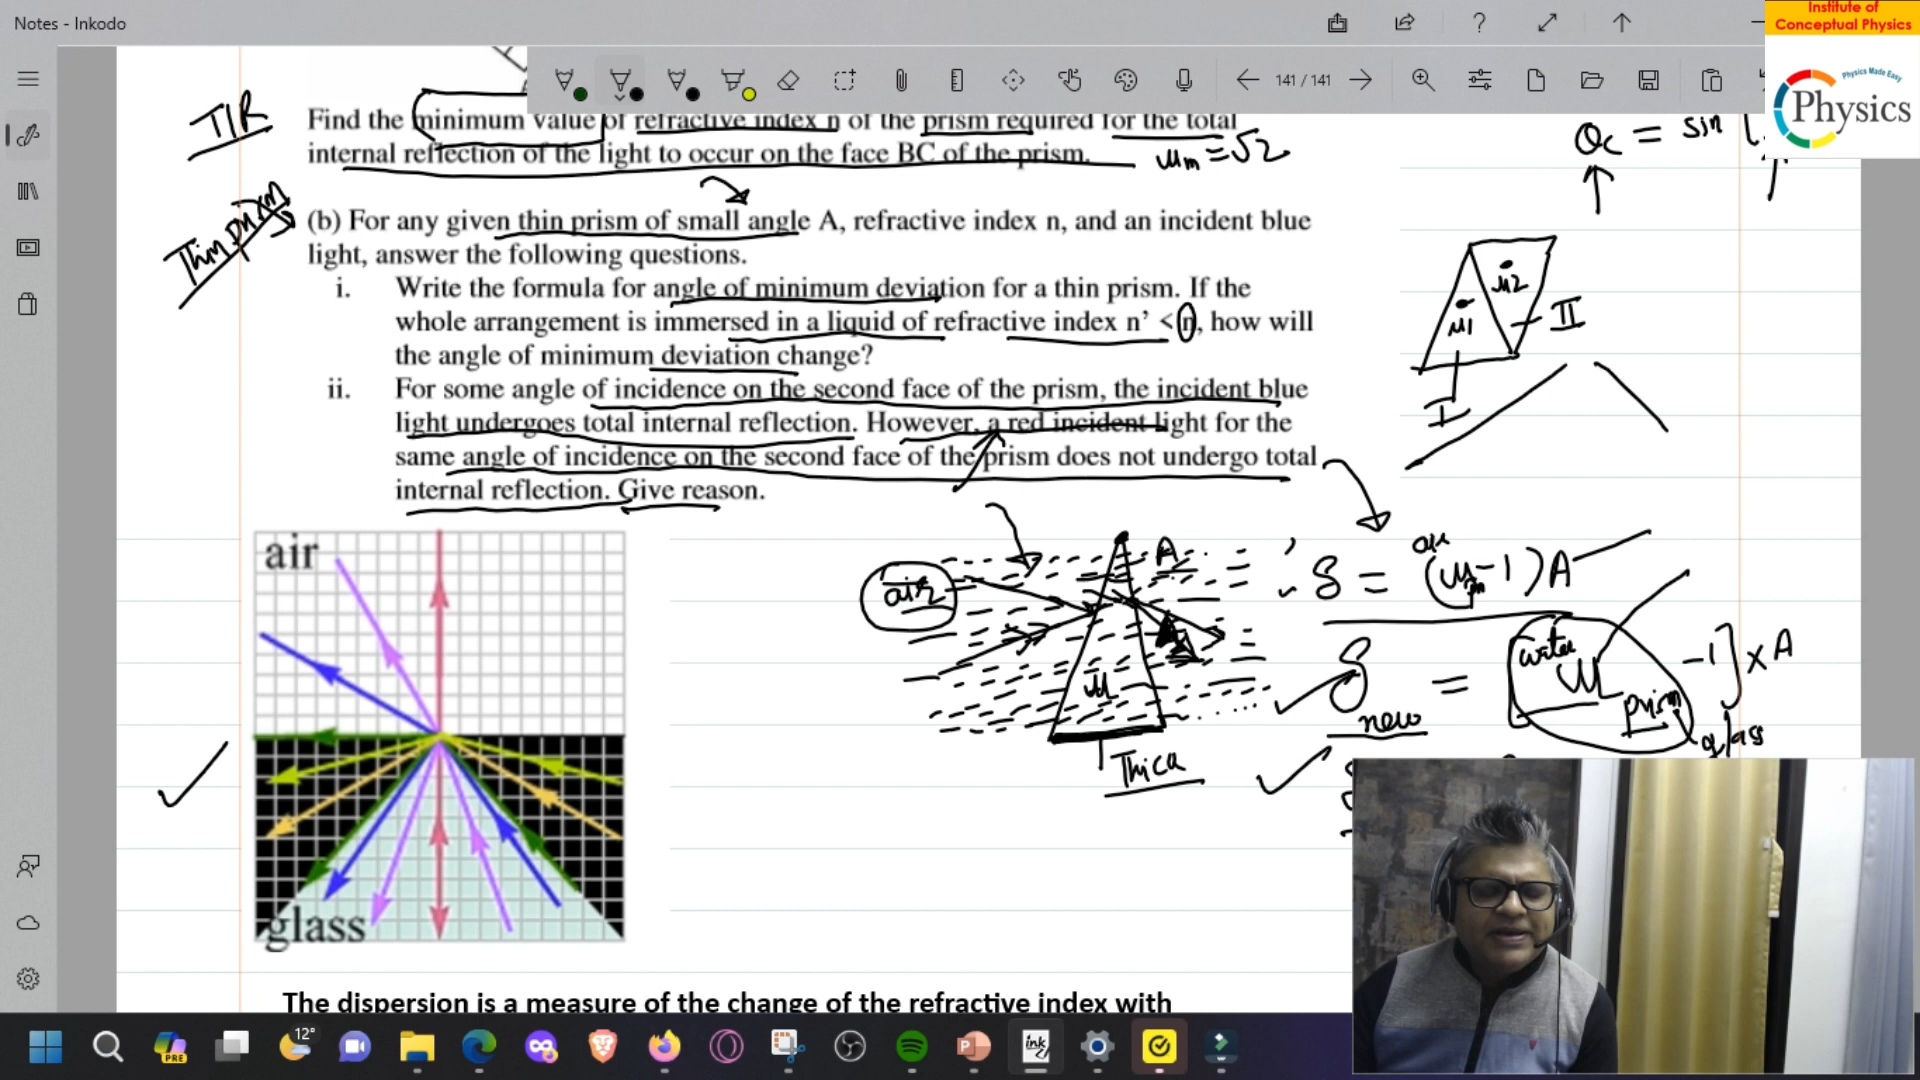 Notes - Inkodo
Institute of
Conceptual Physics
Physics Made Easy
Physics
141 / 141
TIR
Find the minimum value of refractive index n of the prism required for the total
internal reflection of the light to occur on the face BC of the prism.
μm = √2
θc = sin
Thin prism
(b) For any given thin prism of small angle A, refractive index n, and an incident blue
light, answer the following questions.
i. Write the formula for angle of minimum deviation for a thin prism. If the
whole arrangement is immersed in a liquid of refractive index n’ < n, how will
the angle of minimum deviation change?
ii. For some angle of incidence on the second face of the prism, the incident blue
light undergoes total internal reflection. However, a red incident light for the
same angle of incidence on the second face of the prism does not undergo total
internal reflection. Give reason.
μ1
μ2
II
I
air
glass
air
A
μ
δ = (μ - 1) A
δ new = water μ prism - 1] × A
glass
The dispersion is a measure of the change of the refractive index with
12°
PRE
ink